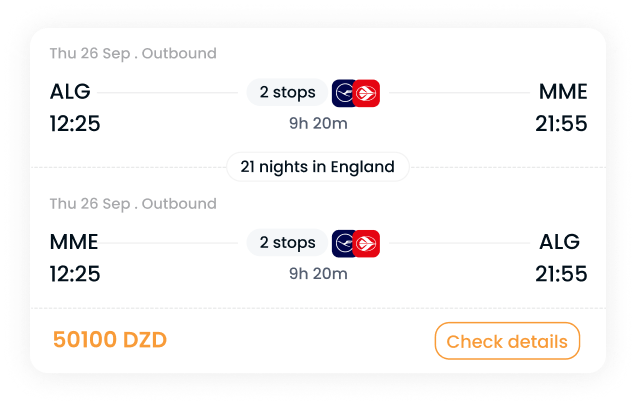 Thu 26 Sep . Outbound
ALG 2 stops MME
12:25 9h 20m 21:55
21 nights in England
Thu 26 Sep . Outbound
MME 2 stops ALG
12:25 9h 20m 21:55
50100 DZD Check details